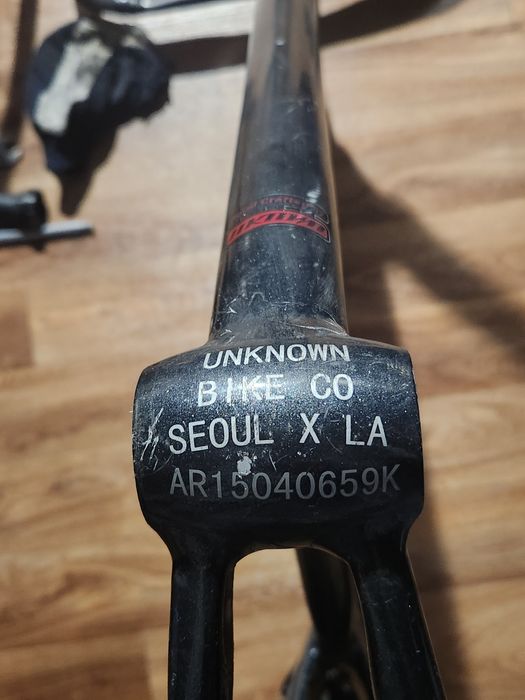 UNKNOWN
BIKE CO
SEOUL X LA
AR15040659K